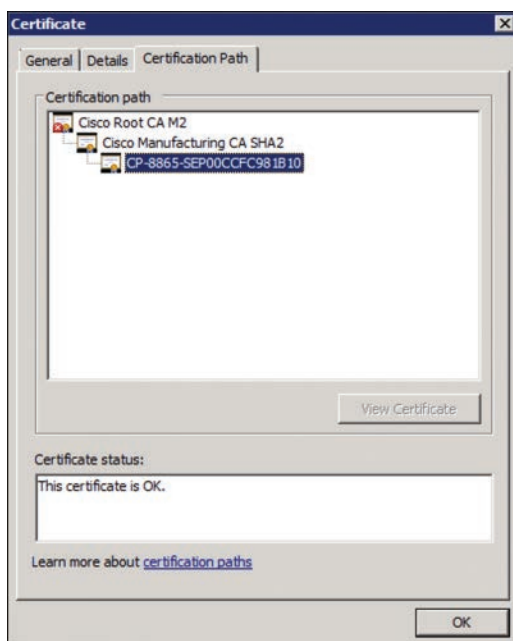 Certificate
General
Details
Certification Path
Certification path
Cisco Root CA M2
Cisco Manufacturing CA SHA2
CP-8865-SEP00CCFC981B10
View Certificate
Certificate status:
This certificate is OK.
Learn more about certification paths
OK